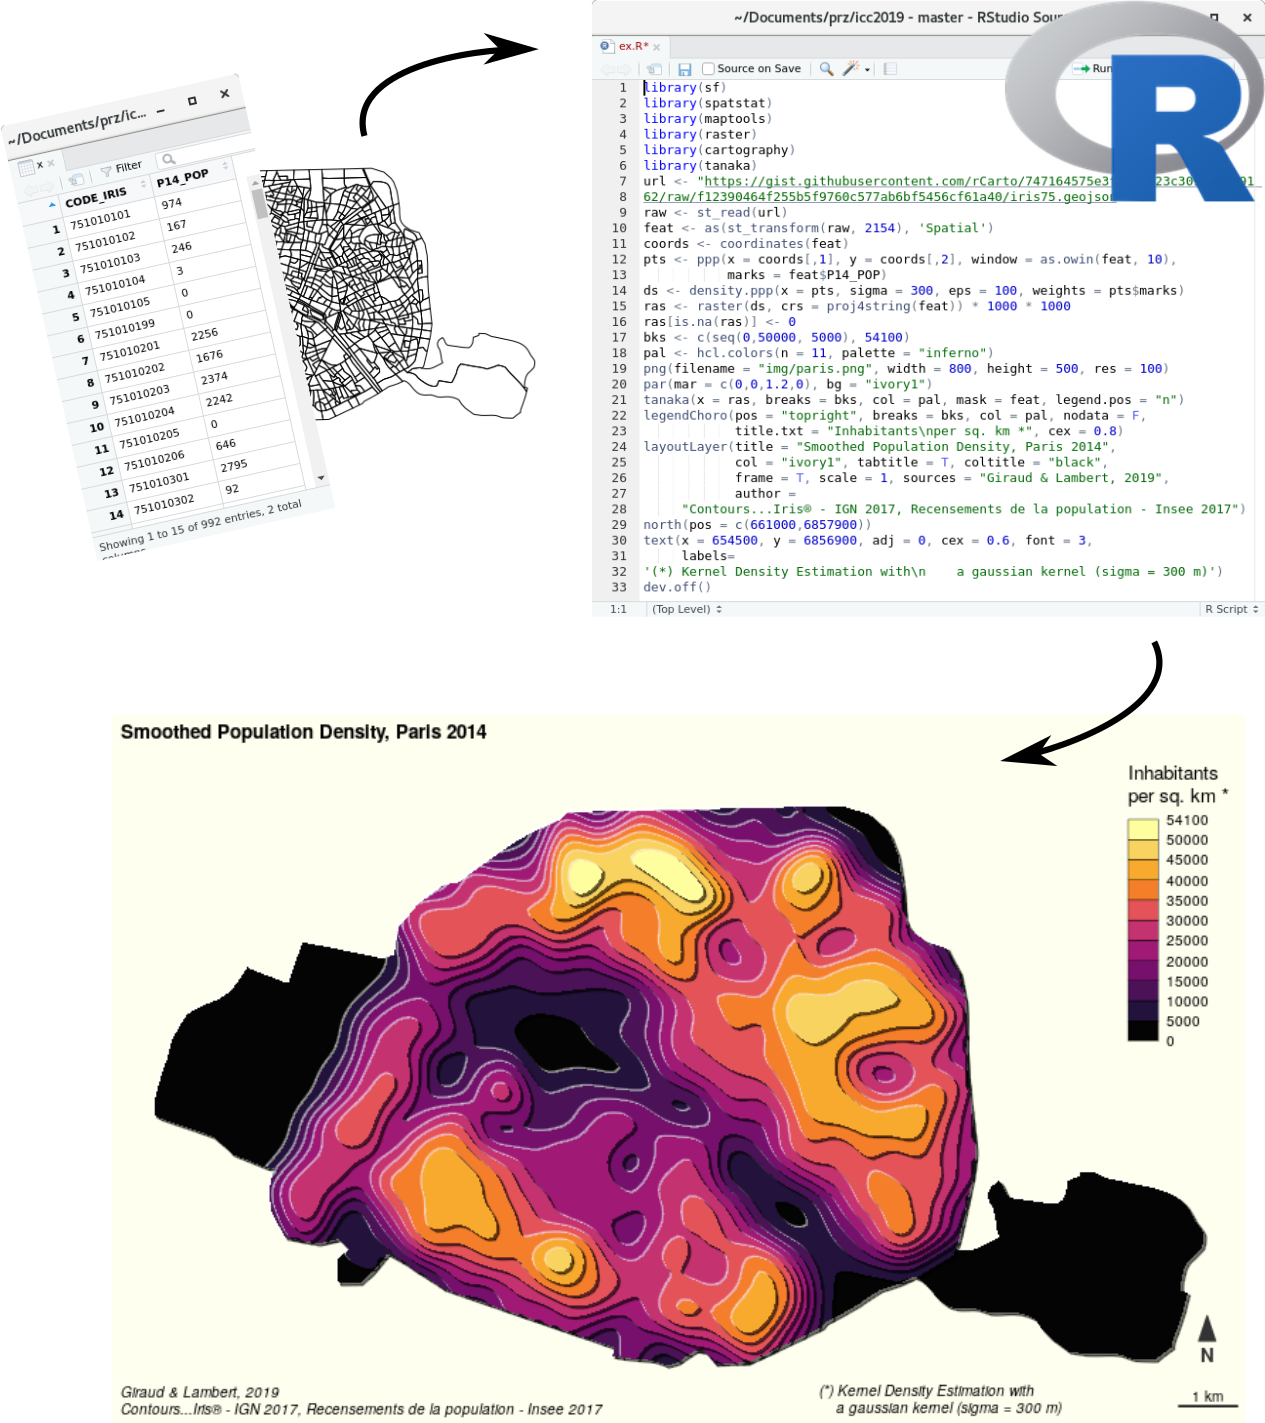 ~/Documents/prz/ic...
x
Filter
CODE_IRIS P14_POP
1 751010101 974
2 751010102 167
3 751010103 246
4 751010104 3
5 751010105 0
6 751010199 0
7 751010201 2256
8 751010202 1676
9 751010203 2374
10 751010204 2242
11 751010205 0
12 751010206 646
13 751010301 2795
14 751010302 92
Showing 1 to 15 of 992 entries, 2 total
columns
~/Documents/prz/icc2019 - master - RStudio Sour
R
ex.R*
Source on Save
Run
1 library(sf)
2 library(spatstat)
3 library(maptools)
4 library(raster)
5 library(cartography)
6 library(tanaka)
7 url <- "https://gist.githubusercontent.com/rCarto/747164575e3 23c30 91
8 62/raw/f12390464f255b5f9760c577ab6bf5456cf61a40/iris75.geojson
9 raw <- st_read(url)
10 feat <- as(st_transform(raw, 2154), 'Spatial')
11 coords <- coordinates(feat)
12 pts <- ppp(x = coords[,1], y = coords[,2], window = as.owin(feat, 10),
13 marks = feat$P14_POP)
14 ds <- density.ppp(x = pts, sigma = 300, eps = 100, weights = pts$marks)
15 ras <- raster(ds, crs = proj4string(feat)) * 1000 * 1000
16 ras[is.na(ras)] <- 0
17 bks <- c(seq(0,50000, 5000), 54100)
18 pal <- hcl.colors(n = 11, palette = "inferno")
19 png(filename = "img/paris.png", width = 800, height = 500, res = 100)
20 par(mar = c(0,0,1.2,0), bg = "ivory1")
21 tanaka(x = ras, breaks = bks, col = pal, mask = feat, legend.pos = "n")
22 legendChoro(pos = "topright", breaks = bks, col = pal, nodata = F,
23 title.txt = "Inhabitants\nper sq. km *", cex = 0.8)
24 layoutLayer(title = "Smoothed Population Density, Paris 2014",
25 col = "ivory1", tabtitle = T, coltitle = "black",
26 frame = T, scale = 1, sources = "Giraud & Lambert, 2019",
27 author =
28 "Contours...Iris® - IGN 2017, Recensements de la population - Insee 2017")
29 north(pos = c(661000,6857900))
30 text(x = 654500, y = 6856900, adj = 0, cex = 0.6, font = 3,
31 labels=
32 '(*) Kernel Density Estimation with\n    a gaussian kernel (sigma = 300 m)')
33 dev.off()
1:1 (Top Level) R Script
Smoothed Population Density, Paris 2014
Inhabitants
per sq. km *
54100
50000
45000
40000
35000
30000
25000
20000
15000
10000
5000
0
N
1 km
Giraud & Lambert, 2019
Contours...Iris® - IGN 2017, Recensements de la population - Insee 2017
(*) Kernel Density Estimation with
a gaussian kernel (sigma = 300 m)